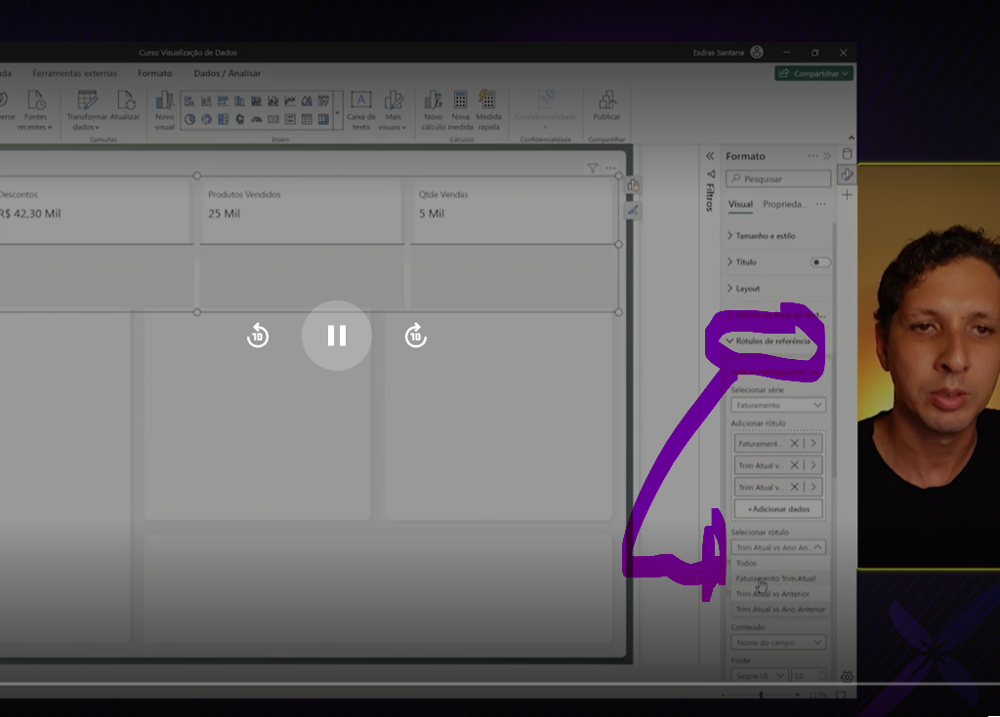 Curso Visualização de Dados
Esdras Santana
Ferramentas externas
Formato
Dados / Analisar
Compartilhar
Fontes recentes
Transformar dados
Atualizar
Novo visual
Caixa de texto
Mais visuais
Novo cálculo
Nova medida
Medida rápida
Confidencialidade
Publicar
Consultas
Inserir
Cálculos
Confidencialidade
Compartilhar
Descontos
R$ 42,30 Mil
Produtos Vendidos
25 Mil
Qtde Vendas
5 Mil
10
10
Filtros
Formato
Pesquisar
Visual
Proprieda...
Tamanho e estilo
Título
Layout
Rótulos de referência
Selecionar série
Faturamento
Adicionar rótulo
Faturament...
Trim Atual v...
Trim Atual v...
+Adicionar dados
Selecionar rótulo
Trim Atual vs Ano An...
Todos
Faturamento Trim.Atual
Trim Atual vs Anterior
Trim Atual vs Ano Anterior
Conteúdo
Nome do campo
Fonte
Segoe UI
12